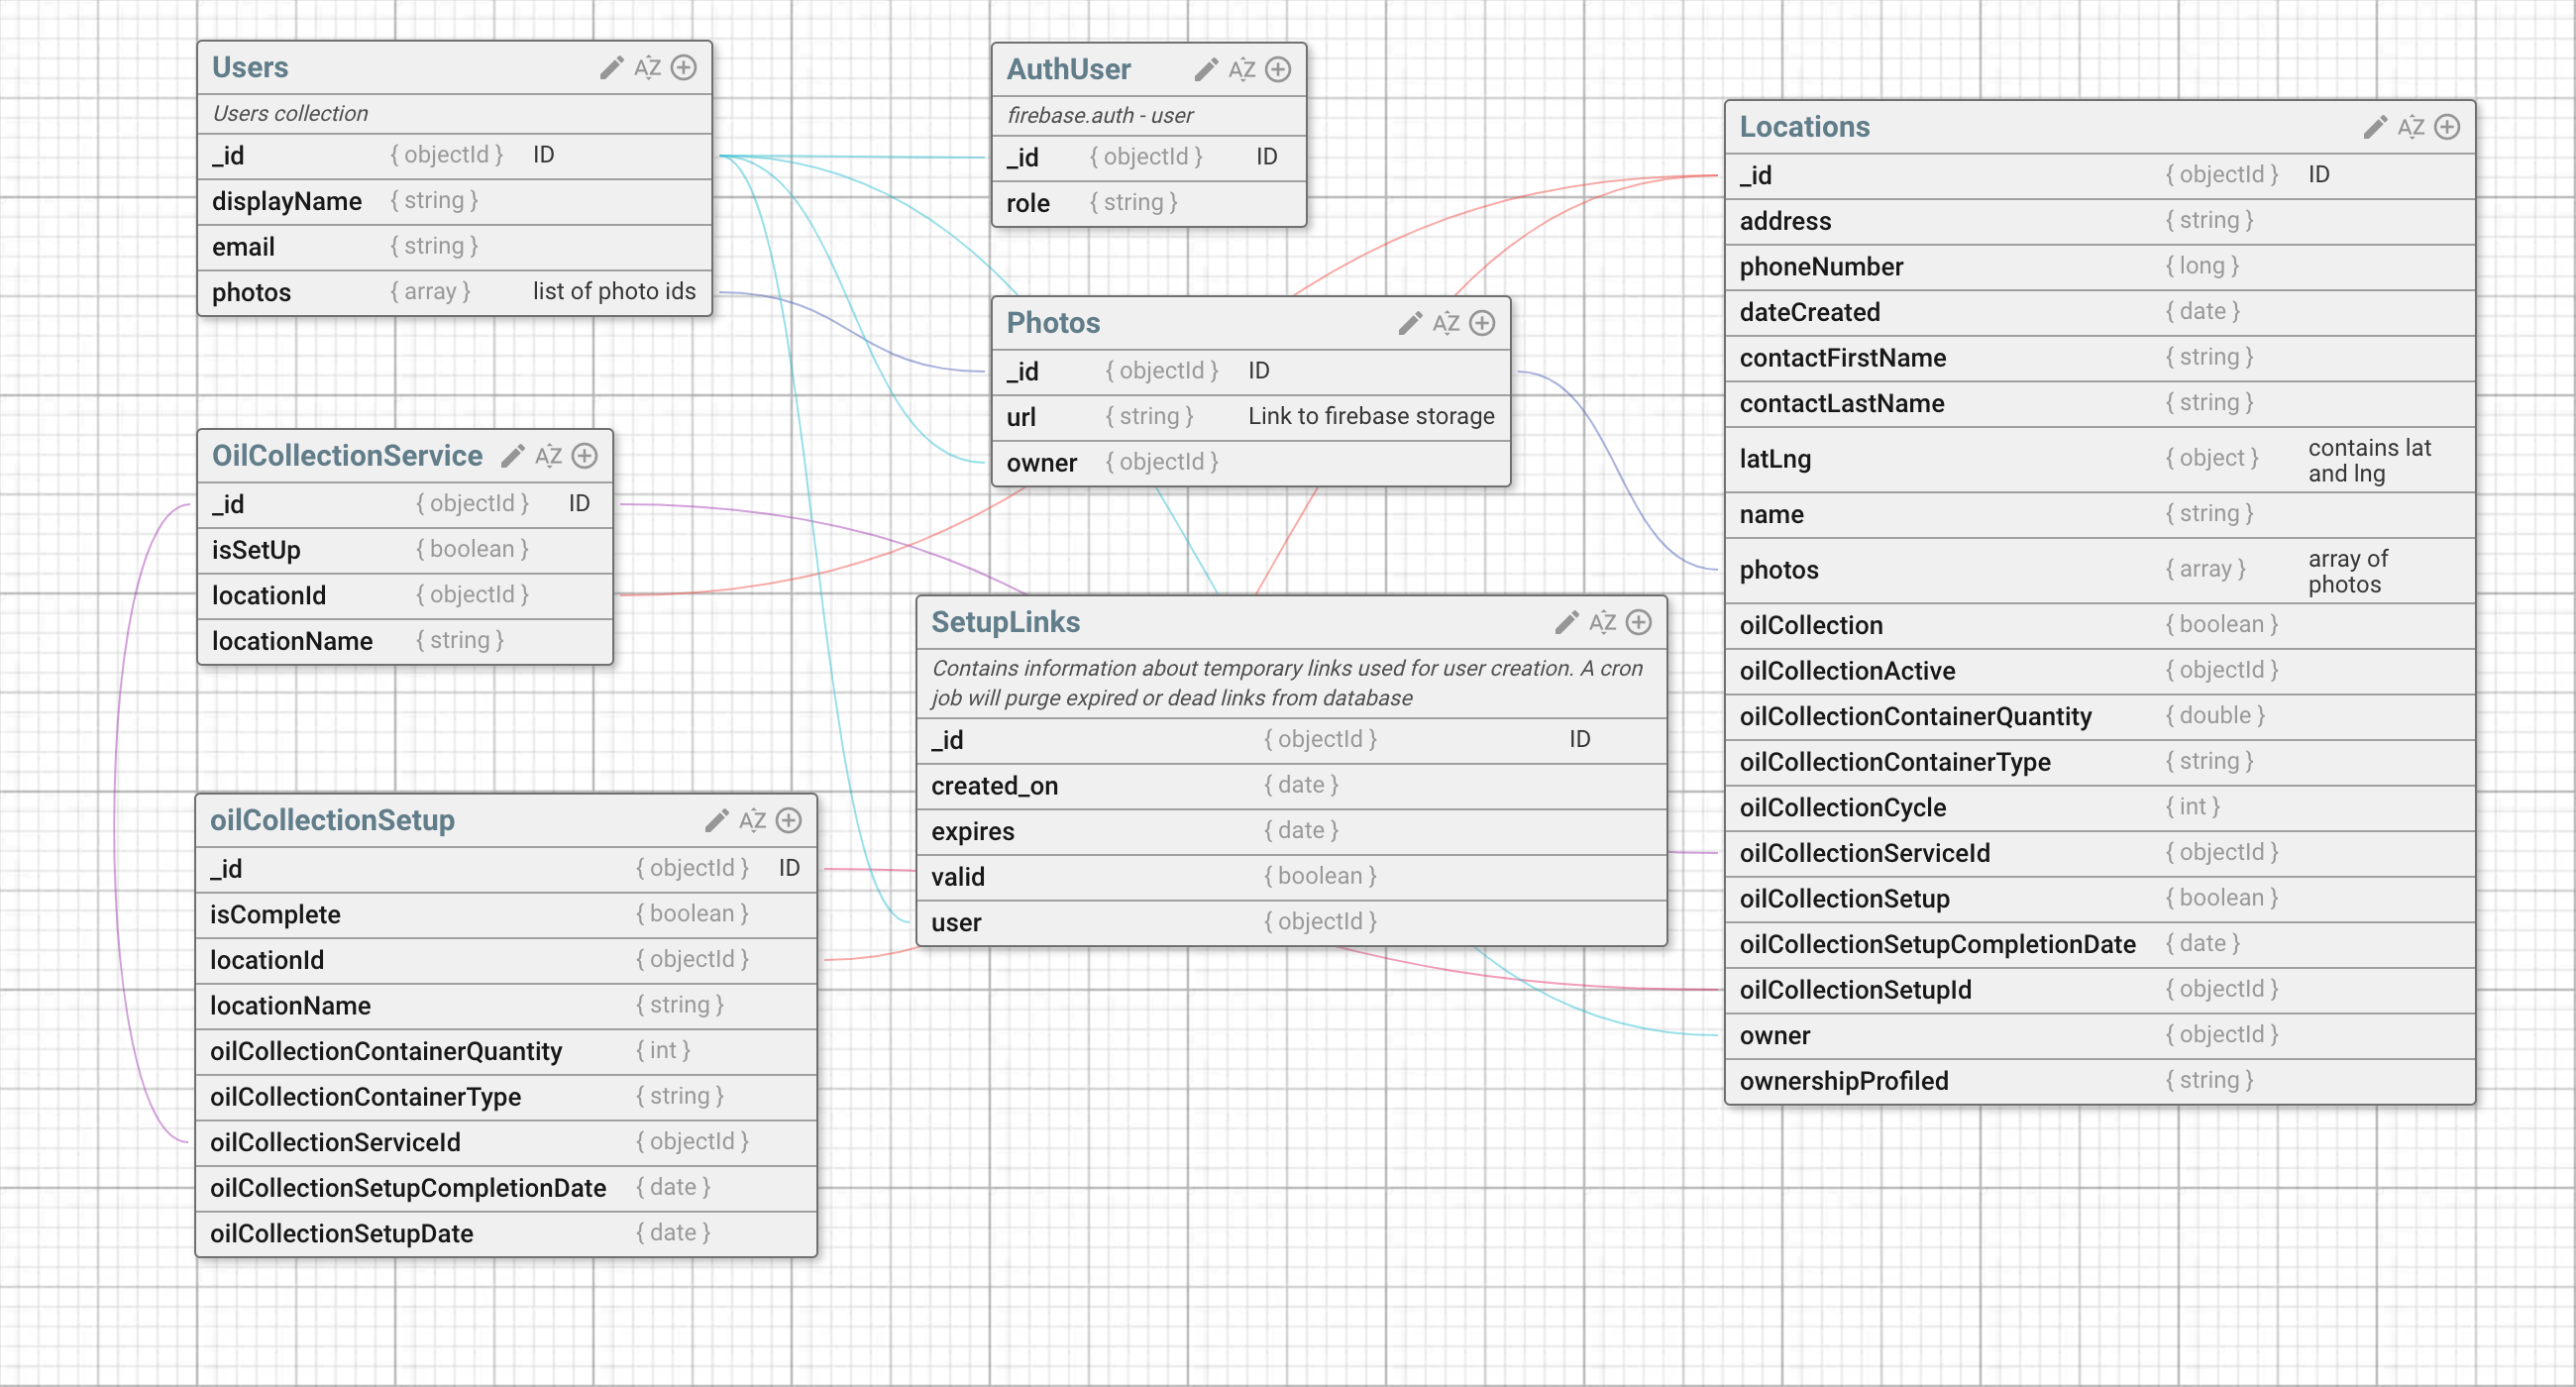 Users
Users collection
_id { objectId } ID
displayName { string }
email { string }
photos { array } list of photo ids
AuthUser
firebase.auth - user
_id { objectId } ID
role { string }
Photos
_id { objectId } ID
url { string } Link to firebase storage
owner { objectId }
OilCollectionService
_id { objectId } ID
isSetUp { boolean }
locationId { objectId }
locationName { string }
SetupLinks
Contains information about temporary links used for user creation. A cron
job will purge expired or dead links from database
_id { objectId } ID
created_on { date }
expires { date }
valid { boolean }
user { objectId }
oilCollectionSetup
_id { objectId } ID
isComplete { boolean }
locationId { objectId }
locationName { string }
oilCollectionContainerQuantity { int }
oilCollectionContainerType { string }
oilCollectionServiceId { objectId }
oilCollectionSetupCompletionDate { date }
oilCollectionSetupDate { date }
Locations
_id { objectId } ID
address { string }
phoneNumber { long }
dateCreated { date }
contactFirstName { string }
contactLastName { string }
latLng { object } contains lat
and lng
name { string }
photos { array } array of
photos
oilCollection { boolean }
oilCollectionActive { objectId }
oilCollectionContainerQuantity { double }
oilCollectionContainerType { string }
oilCollectionCycle { int }
oilCollectionServiceId { objectId }
oilCollectionSetup { boolean }
oilCollectionSetupCompletionDate { date }
oilCollectionSetupId { objectId }
owner { objectId }
ownershipProfiled { string }